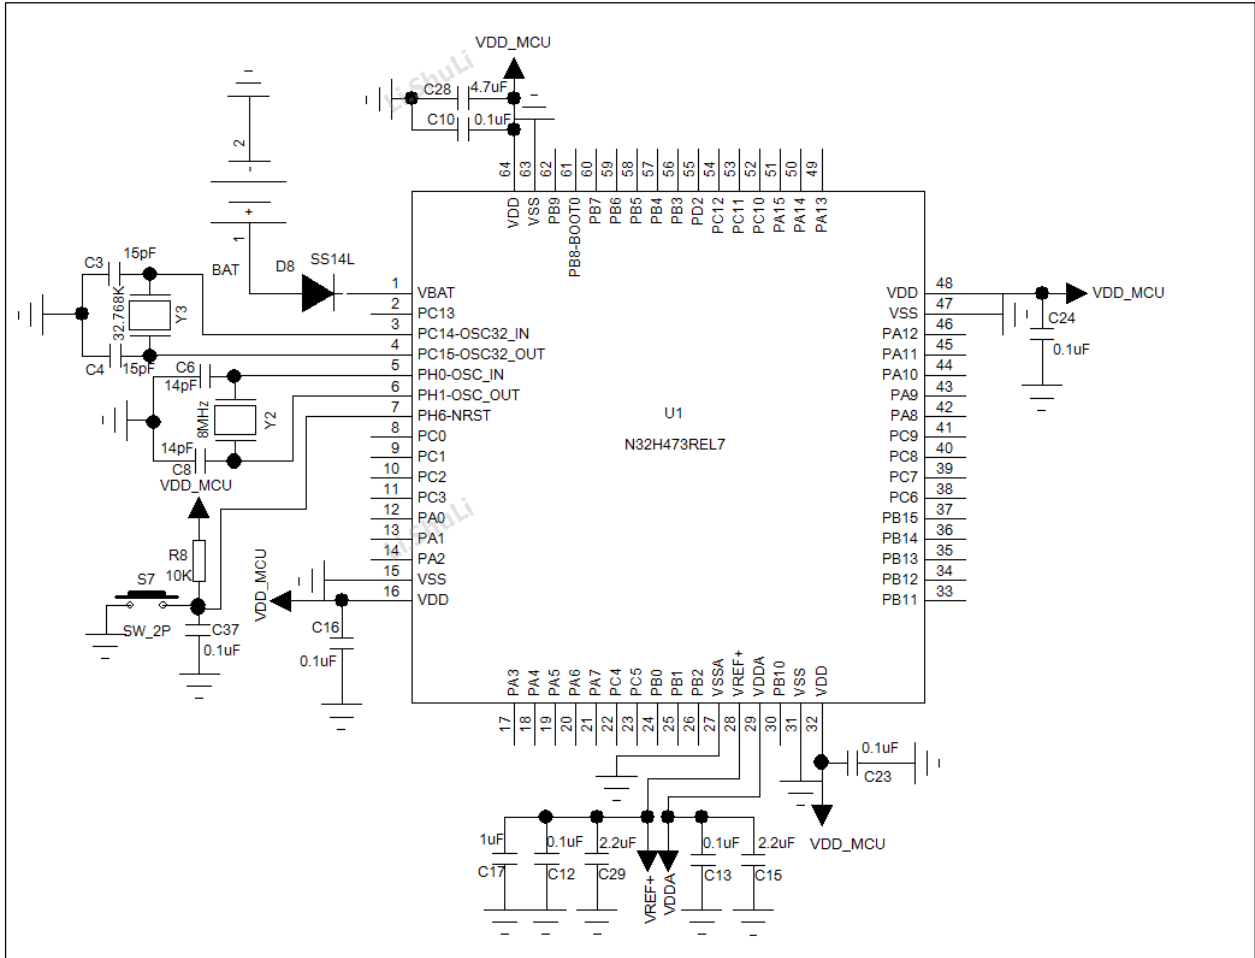 VDD_MCU
Li.ShuLi
C28 4.7uF
C10 0.1uF
2
-
+
1
BAT
D8 SS14L
C3 15pF
32.768K
Y3
C4 15pF
C6
14pF
8MHz
Y2
14pF
C8
VDD_MCU
R8
10K
S7
SW_2P
C37
0.1uF
VDD_MCU
C16
0.1uF
64 63 62 61 60 59 58 57 56 55 54 53 52 51 50 49
VDD VSS PB9 PB8-BOOT0 PB7 PB6 PB5 PB4 PB3 PD2 PC12 PC11 PC10 PA15 PA14 PA13
1 VBAT
2 PC13
3 PC14-OSC32_IN
4 PC15-OSC32_OUT
5 PH0-OSC_IN
6 PH1-OSC_OUT
7 PH6-NRST
8 PC0
9 PC1
10 PC2
11 PC3
12 PA0
13 PA1
14 PA2
15 VSS
16 VDD
Li.ShuLi
U1
N32H473REL7
VDD 48
VSS 47
PA12 46
PA11 45
PA10 44
PA9 43
PA8 42
PC9 41
PC8 40
PC7 39
PC6 38
PB15 37
PB14 36
PB13 35
PB12 34
PB11 33
VDD_MCU
C24
0.1uF
PA3 PA4 PA5 PA6 PA7 PC4 PC5 PB0 PB1 PB2 VSSA VREF+ VDDA PB10 VSS VDD
17 18 19 20 21 22 23 24 25 26 27 28 29 30 31 32
0.1uF
C23
VDD_MCU
1uF 0.1uF 2.2uF 0.1uF 2.2uF
C17 C12 C29 C13 C15
VREF+
VDDA